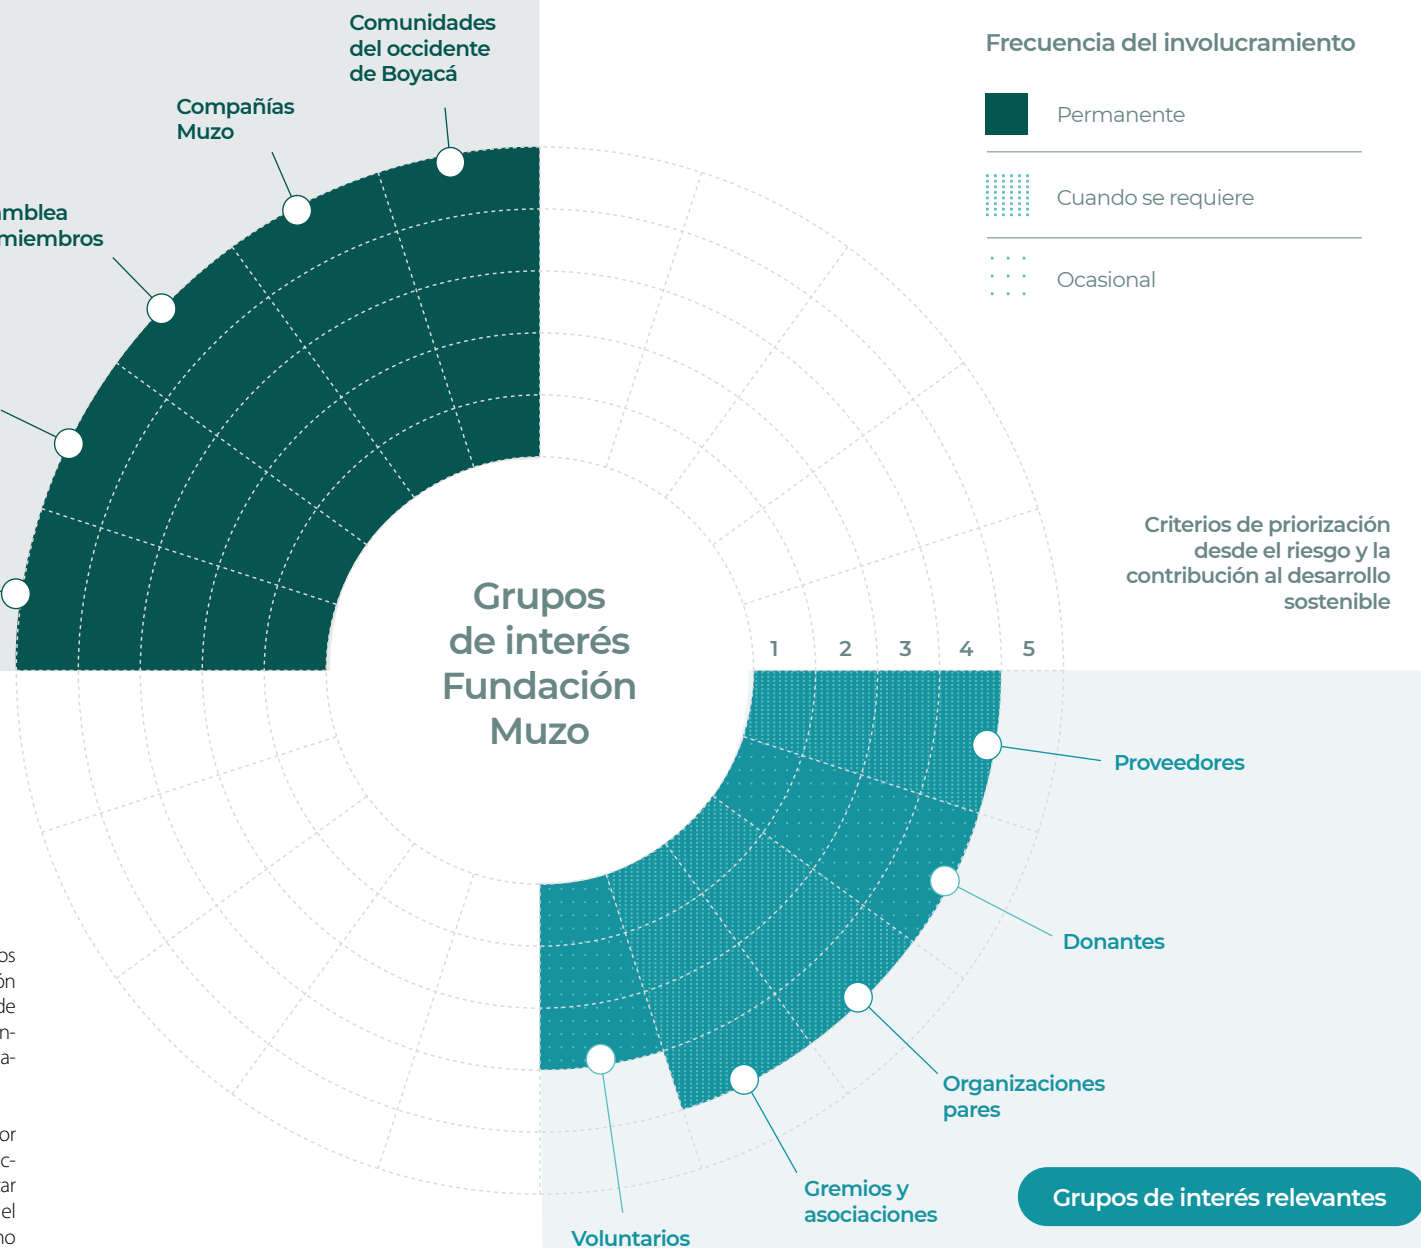 Comunidades
del occidente
de Boyacá
Compañías
Muzo
miembros
Frecuencia del involucramiento
Permanente
Cuando se requiere
Ocasional
Criterios de priorización
desde el riesgo y la
contribución al desarrollo
sostenible
1 2 3 4 5
Grupos
de interés
Fundación
Muzo
Proveedores
Donantes
Organizaciones
pares
Gremios y
asociaciones
Voluntarios
Grupos de interés relevantes
de
el